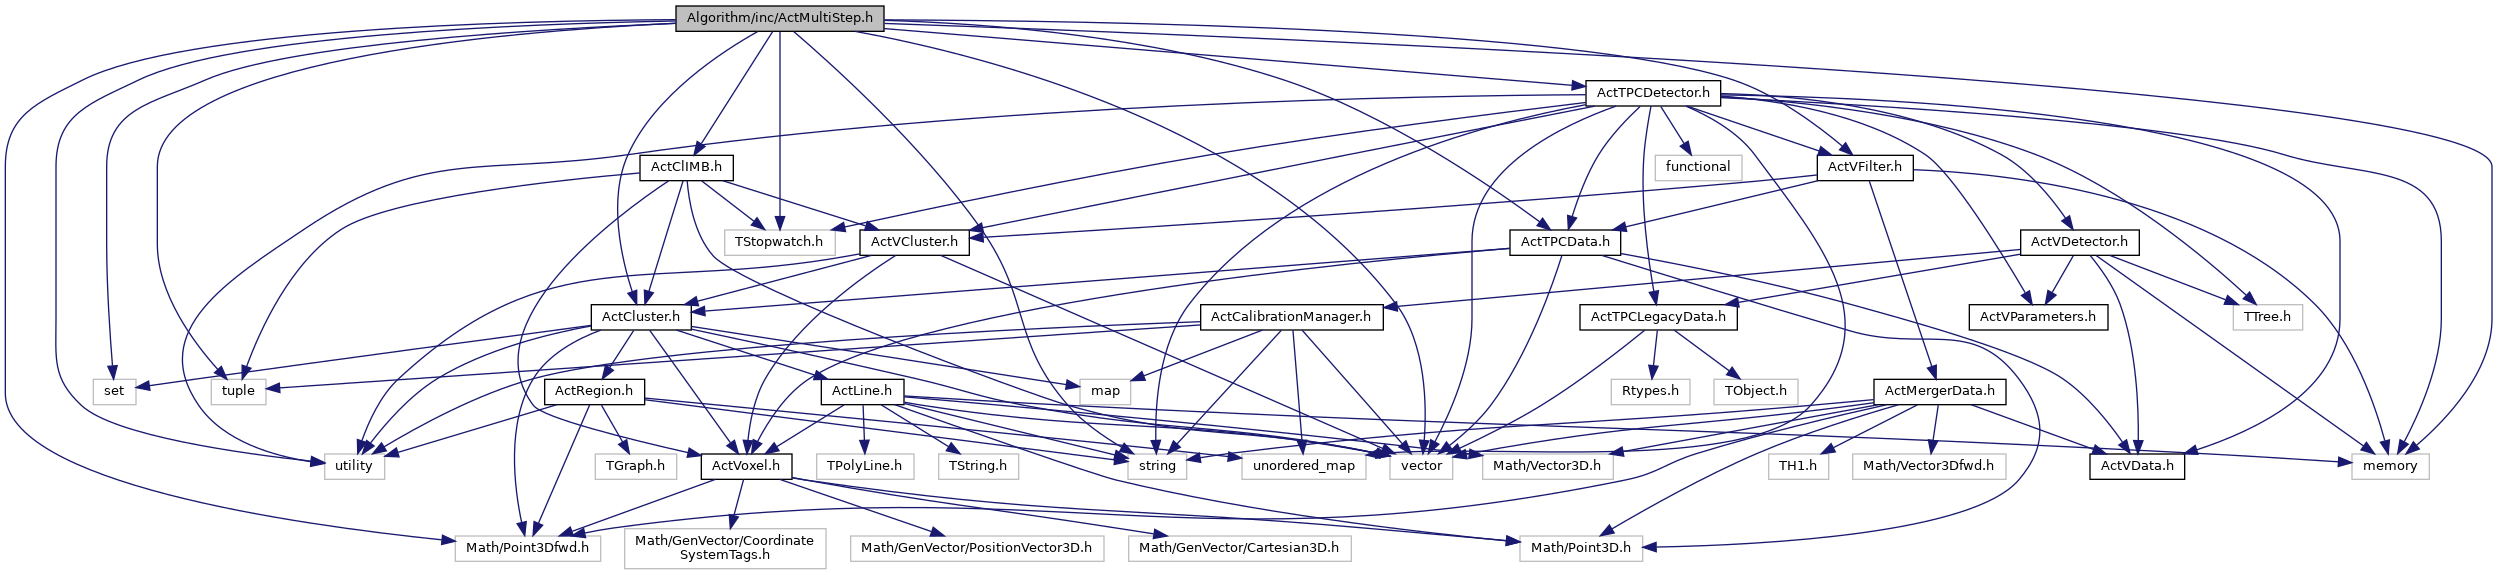 Algorithm/inc/ActMultiStep.h
ActTPCDetector.h
ActClIMB.h
functional
ActVFilter.h
TStopwatch.h
ActVCluster.h
ActTPCData.h
ActVDetector.h
ActCluster.h
ActCalibrationManager.h
ActTPCLegacyData.h
ActVParameters.h
TTree.h
set
tuple
ActRegion.h
ActLine.h
map
Rtypes.h
TObject.h
ActMergerData.h
utility
TGraph.h
ActVoxel.h
TPolyLine.h
TString.h
string
unordered_map
vector
Math/Vector3D.h
TH1.h
Math/Vector3Dfwd.h
ActVData.h
memory
Math/Point3Dfwd.h
Math/GenVector/Coordinate
SystemTags.h
Math/GenVector/PositionVector3D.h
Math/GenVector/Cartesian3D.h
Math/Point3D.h